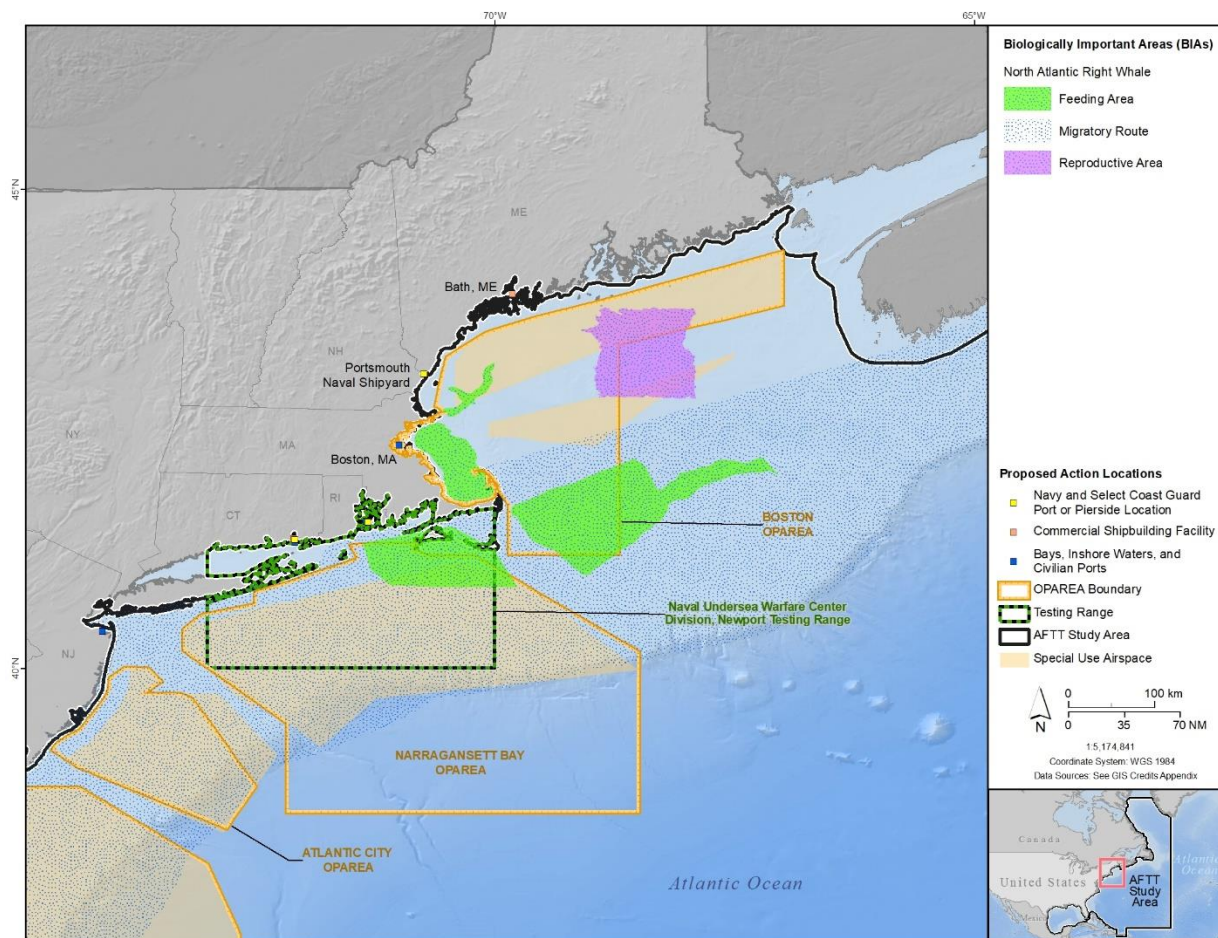 70°W
65°W
45°N
40°N
ME
NH
NY
MA
RI
CT
NJ
Bath, ME
Portsmouth
Naval Shipyard
Boston, MA
BOSTON
OPAREA
Naval Undersea Warfare Center
Division, Newport Testing Range
NARRAGANSETT BAY
OPAREA
ATLANTIC CITY
OPAREA
Atlantic Ocean
Biologically Important Areas (BIAs)
North Atlantic Right Whale
Feeding Area
Migratory Route
Reproductive Area
Proposed Action Locations
Navy and Select Coast Guard
Port or Pierside Location
Commercial Shipbuilding Facility
Bays, Inshore Waters, and
Civilian Ports
OPAREA Boundary
Testing Range
AFTT Study Area
Special Use Airspace
N
0 100 km
0 35 70 NM
1:5,174,841
Coordinate System: WGS 1984
Data Sources: See GIS Credits Appendix
Canada
United States
Mexico
Atlantic
Ocean
AFTT
Study
Area